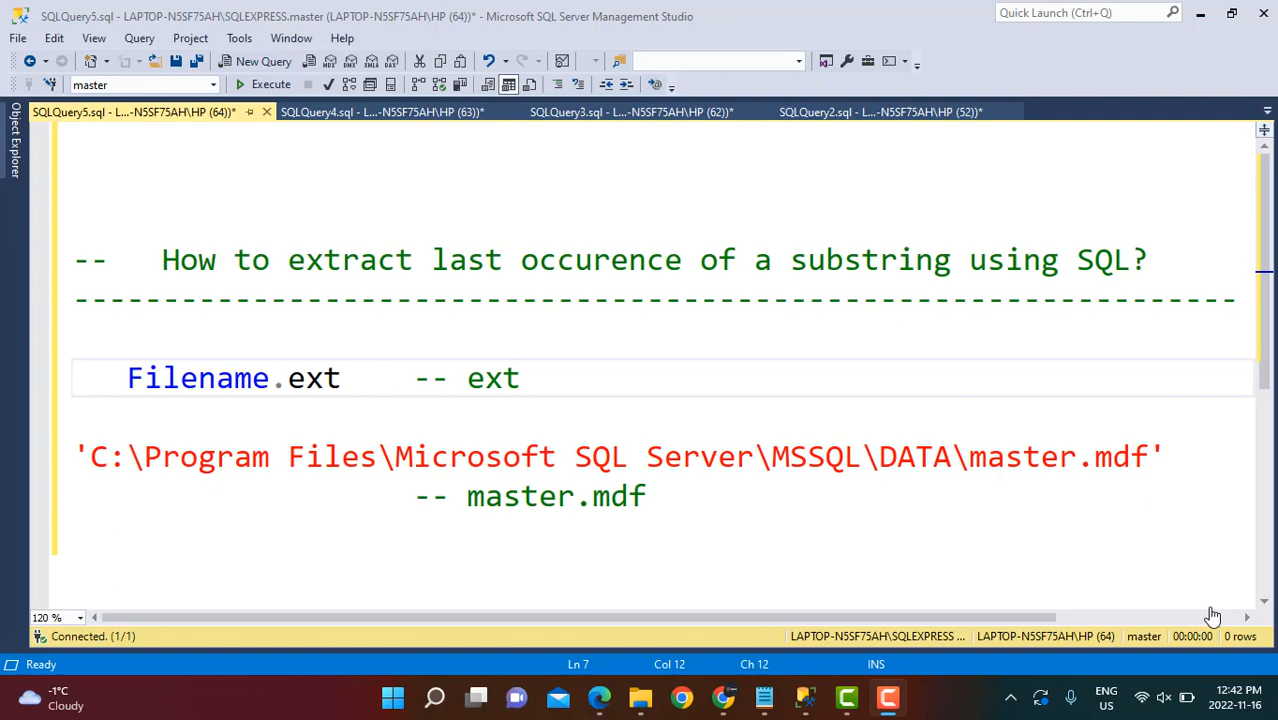 SQLQuery5.sql - LAPTOP-N5SF75AH\SQLEXPRESS.master (LAPTOP-N5SF75AH\HP (64))* - Microsoft SQL Server Management Studio
Quick Launch (Ctrl+Q)
File Edit View Query Project Tools Window Help
New Query
MDX DMX XMLA DAX
master
Execute
SQLQuery5.sql - L...-N5SF75AH\HP (64))* SQLQuery4.sql - L...-N5SF75AH\HP (63))* SQLQuery3.sql - L...-N5SF75AH\HP (62))* SQLQuery2.sql - L...-N5SF75AH\HP (52))*
Object Explorer
-- How to extract last occurence of a substring using SQL?
---------------------------------------------------------------
Filename.ext -- ext
'C:\Program Files\Microsoft SQL Server\MSSQL\DATA\master.mdf'
-- master.mdf
120 %
Connected. (1/1) LAPTOP-N5SF75AH\SQLEXPRESS ... LAPTOP-N5SF75AH\HP (64) master 00:00:00 0 rows
Ready Ln 7 Col 12 Ch 12 INS
-1°C
Cloudy
ENG
US
12:42 PM
2022-11-16